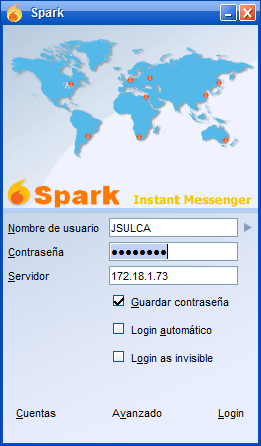 Spark
Spark Instant Messenger
Nombre de usuario JSULCA
Contraseña ●●●●●●●●
Servidor 172.18.1.73
Guardar contraseña
Login automático
Login as invisible
Cuentas Avanzado Login